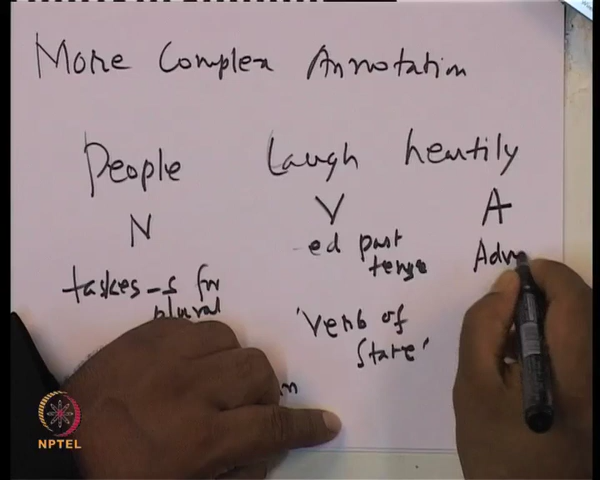 More Complex Annotation
People Laugh heartily
N V A
takes -s for plural
-ed past tense
Adv
'Verb of State'
NPTEL